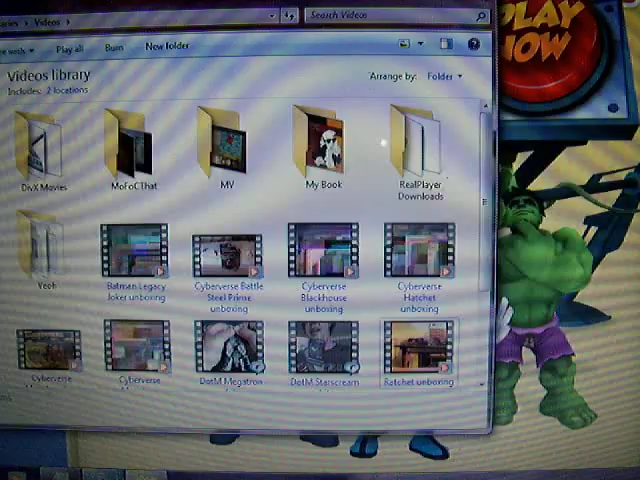 Videos
Search Videos
Play all
Burn
New folder
Videos library
Includes: 2 locations
Arrange by: Folder
DivX Movies
MoFoCThat
MV
My Book
RealPlayer
Downloads
Yeoh
Batman Legacy
Joker unboxing
Cyberverse Battle
Steel Prime
unboxing
Cyberverse
Blackhouse
unboxing
Cyberverse
Hatchet
unboxing
Cyberverse
Cyberverse
DotM Megatron
DotM Starscream
Ratchet unboxing
PLAY
NOW